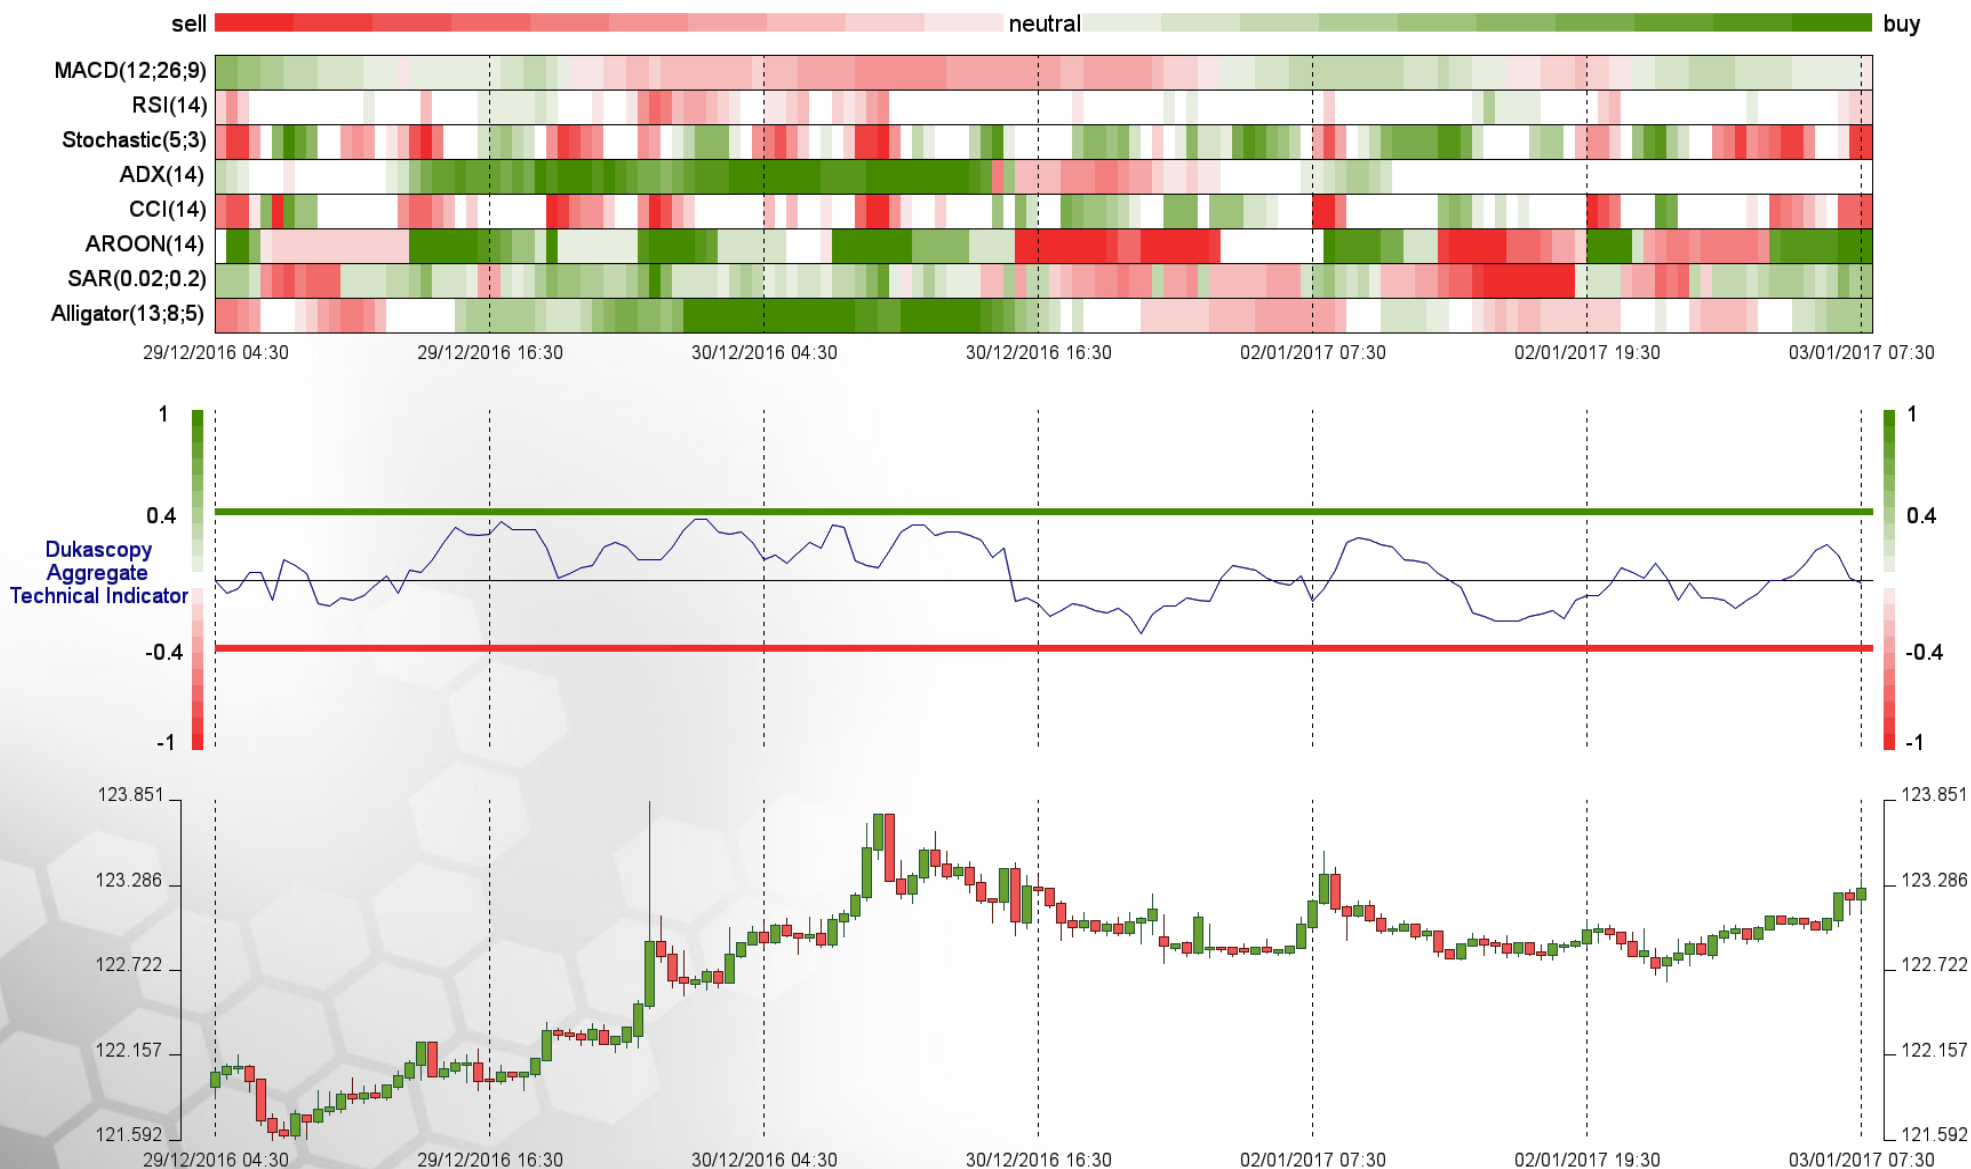 sell neutral buy
MACD(12;26;9)
RSI(14)
Stochastic(5;3)
ADX(14)
CCI(14)
AROON(14)
SAR(0.02;0.2)
Alligator(13;8;5)
29/12/2016 04:30 29/12/2016 16:30 30/12/2016 04:30 30/12/2016 16:30 02/01/2017 07:30 02/01/2017 19:30 03/01/2017 07:30
1 1
0.4 0.4
Dukascopy
Aggregate
Technical Indicator
-0.4 -0.4
-1 -1
123.851 123.851
123.286 123.286
122.722 122.722
122.157 122.157
121.592 121.592
29/12/2016 04:30 29/12/2016 16:30 30/12/2016 04:30 30/12/2016 16:30 02/01/2017 07:30 02/01/2017 19:30 03/01/2017 07:30